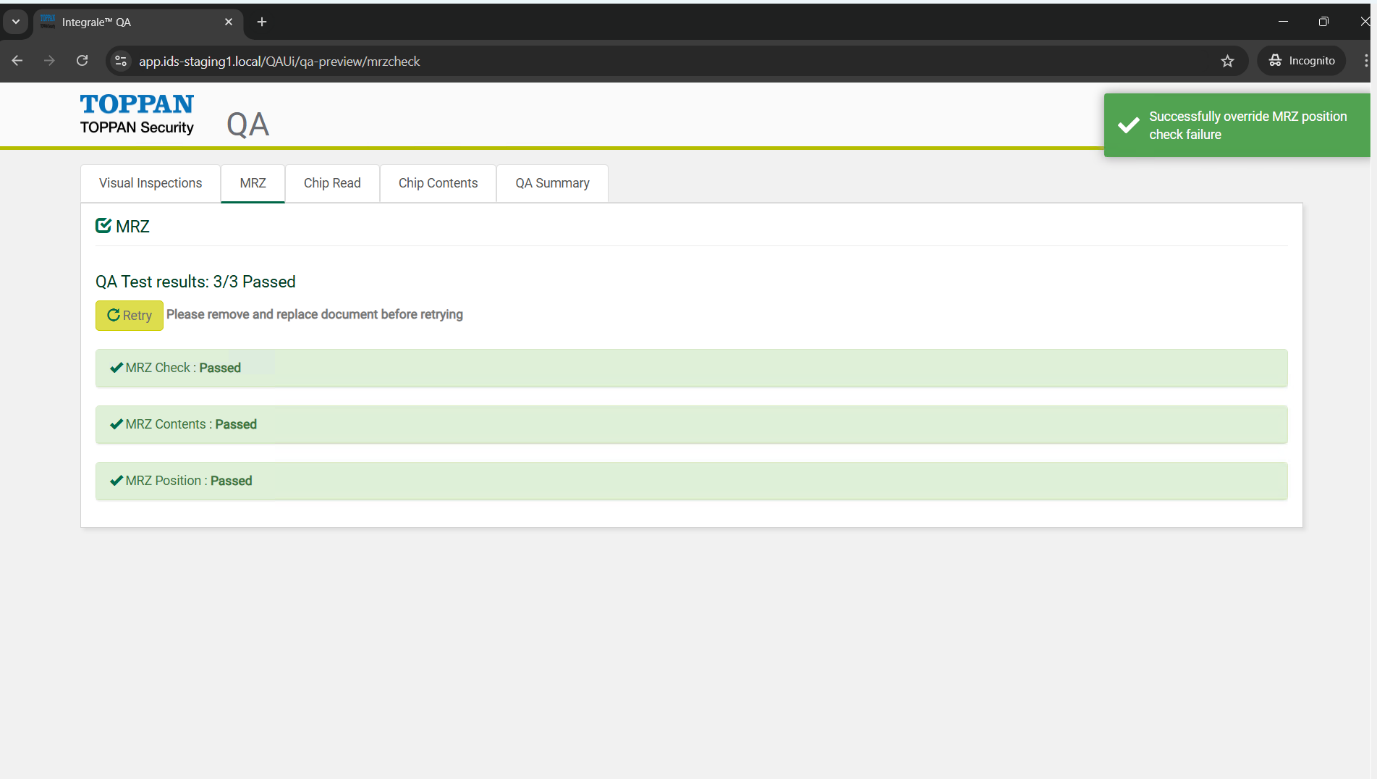 Integrale™ QA
app.ids-staging1.local/QAUi/qa-preview/mrzcheck
Incognito
TOPPAN
TOPPAN Security
QA
Successfully override MRZ position
check failure
Visual Inspections
MRZ
Chip Read
Chip Contents
QA Summary
MRZ
QA Test results: 3/3 Passed
Retry Please remove and replace document before retrying
MRZ Check : Passed
MRZ Contents : Passed
MRZ Position : Passed